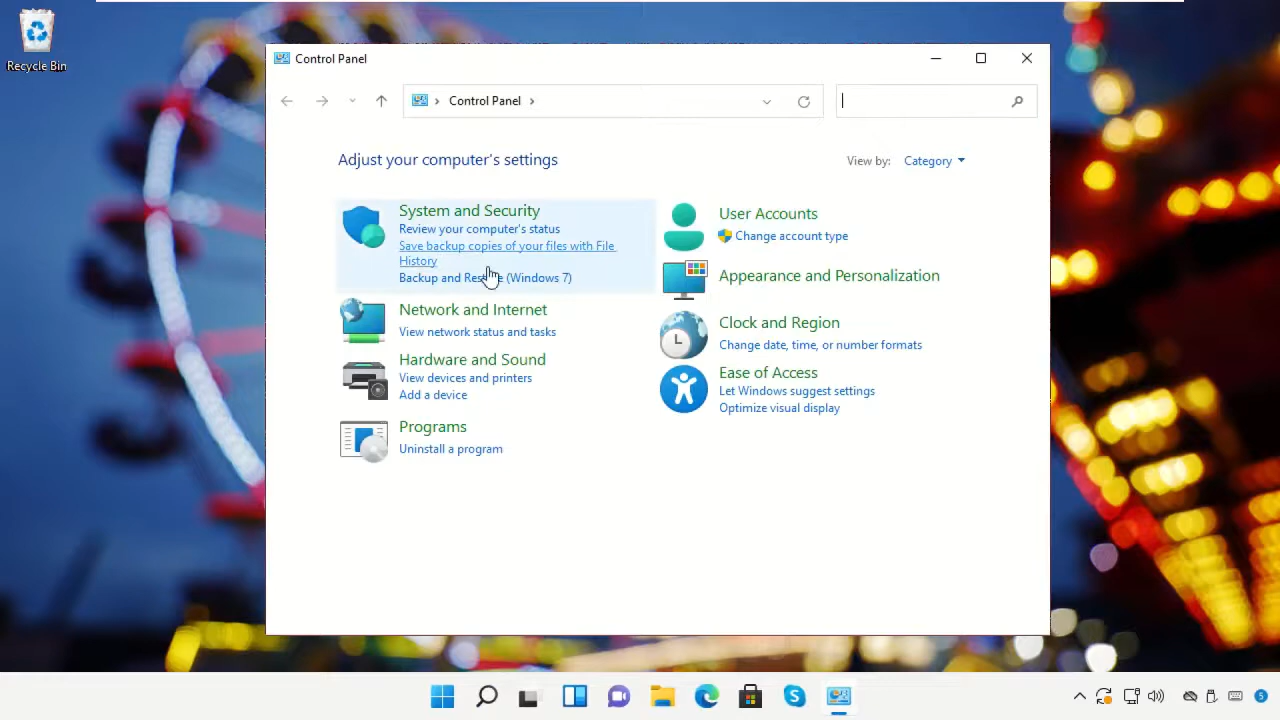 Recycle Bin
Control Panel
Control Panel
Adjust your computer's settings
View by:
Category
System and Security
Review your computer's status
Save backup copies of your files with File
History
Backup and Res e (Windows 7)
Network and Internet
View network status and tasks
Hardware and Sound
View devices and printers
Add a device
Programs
Uninstall a program
User Accounts
Change account type
Appearance and Personalization
Clock and Region
Change date, time, or number formats
Ease of Access
Let Windows suggest settings
Optimize visual display
5